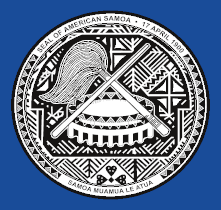 SEAL OF AMERICAN SAMOA • 17 APRIL 1900
SAMOA MUAMUA LE ATUA